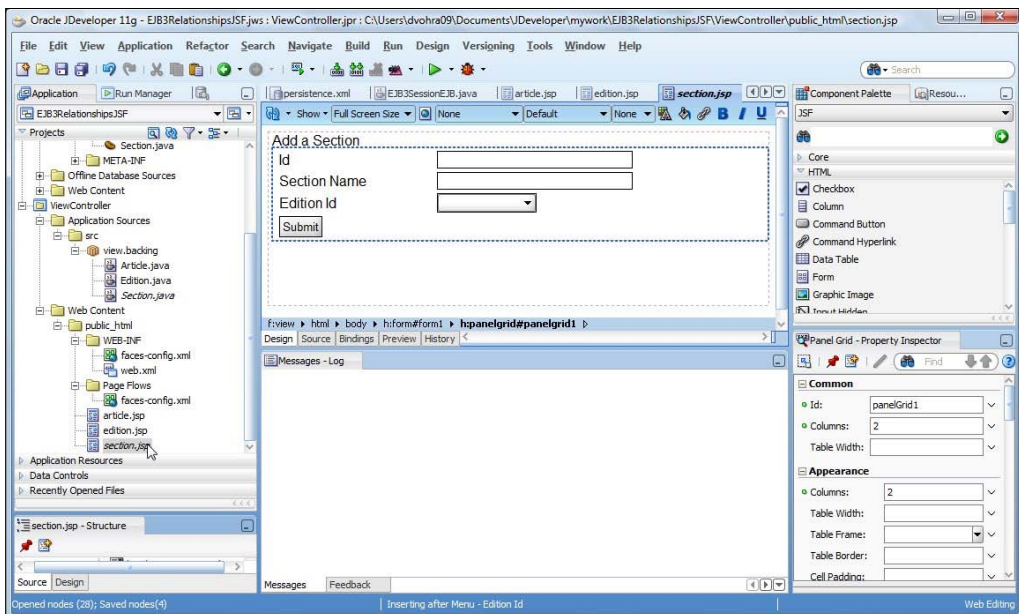 Oracle JDeveloper 11g - EJB3RelationshipsJSF.jws : ViewController.jpr : C:\Users\dvohra09\Documents\JDeveloper\mywork\EJB3RelationshipsJSF\ViewController\public_html\section.jsp
File Edit View Application Refactor Search Navigate Build Run Design Versioning Tools Window Help
Search
Application Run Manager
persistence.xml EJB3SessionEJB.java article.jsp edition.jsp section.jsp
Component Palette Resou...
EJB3RelationshipsJSF
Show Full Screen Size None Default None B I U
JSF
Projects
Section.java
META-INF
Offline Database Sources
Web Content
ViewController
Application Sources
src
view.backing
Article.java
Edition.java
Section.java
Web Content
public_html
WEB-INF
faces-config.xml
web.xml
Page Flows
faces-config.xml
article.jsp
edition.jsp
section.jsp
Application Resources
Data Controls
Recently Opened Files
section.jsp - Structure
Source Design
Add a Section
Id
Section Name
Edition Id
Submit
f:view html body h:form#form1 h:panelgrid#panelgrid1
Design Source Bindings Preview History
Messages - Log
Messages Feedback
Core
HTML
Checkbox
Column
Command Button
Command Hyperlink
Data Table
Form
Graphic Image
Input Hidden
Panel Grid - Property Inspector
Find
Common
Id: panelGrid1
Columns: 2
Table Width:
Appearance
Columns: 2
Table Width:
Table Frame:
Table Border:
Cell Padding:
Opened nodes (28); Saved nodes(4)
Inserting after Menu - Edition Id
Web Editing